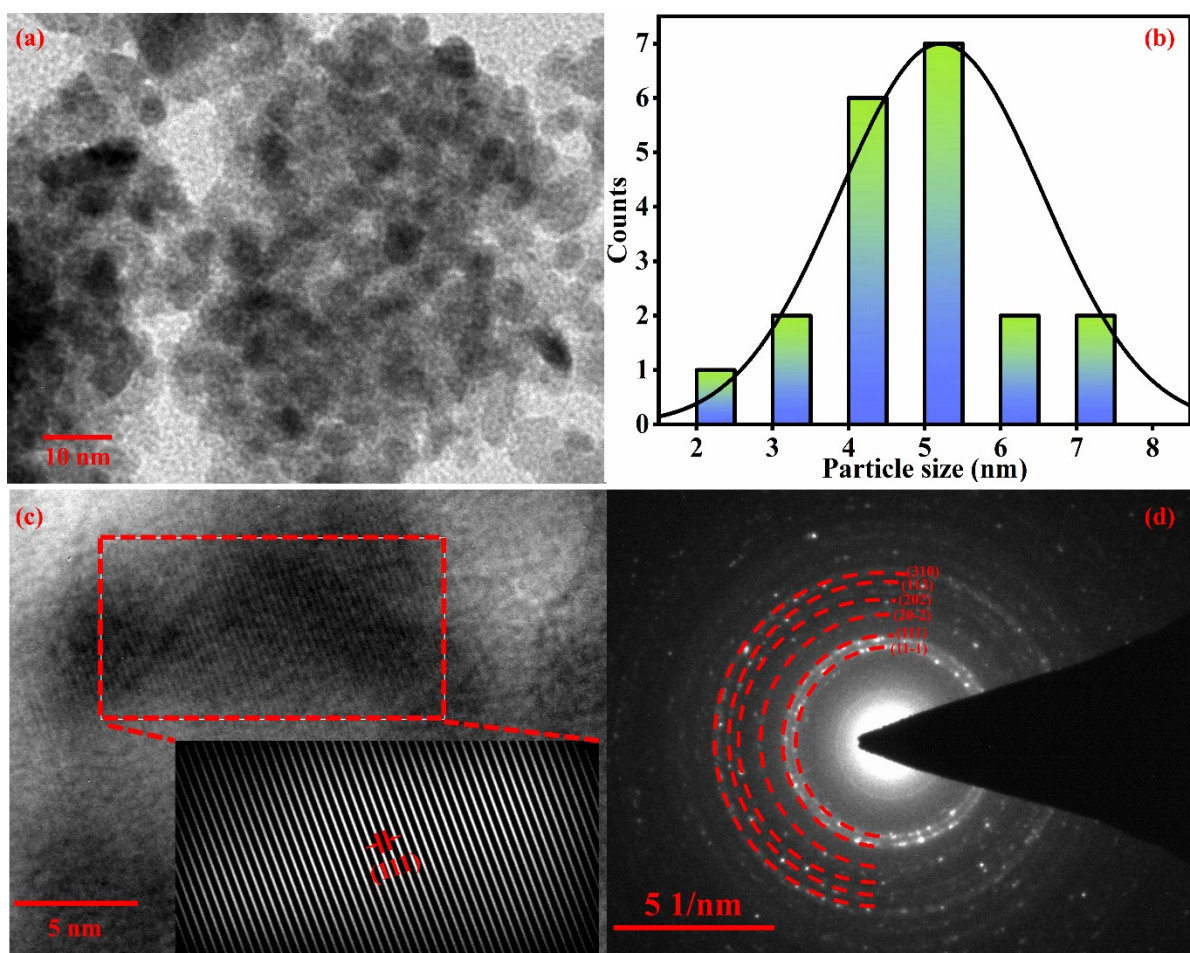 (a)
10 nm
(b)
Counts
7
6
5
4
3
2
1
0
2 3 4 5 6 7 8
Particle size (nm)
(c)
(111)
5 nm
(d)
(310)
(202)
(20-2)
(111)
(11-1)
5 1/nm